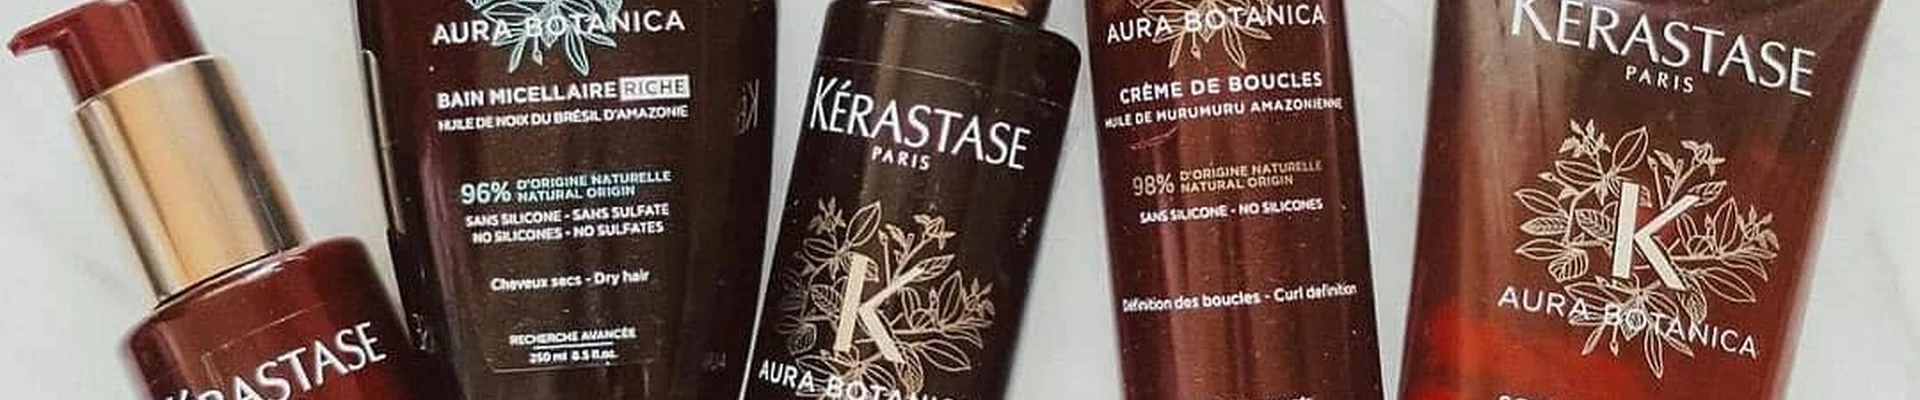 KÉRASTASE
AURA BOTANICA
BAIN MICELLAIRE RICHE
HUILE DE NOIX DU BRÉSIL D'AMAZONIE
96% D'ORIGINE NATURELLE
NATURAL ORIGIN
SANS SILICONE - SANS SULFATE
NO SILICONES - NO SULFATES
Cheveux secs - Dry hair
RECHERCHE AVANCÉE
250 ml 8.5 fl.oz.
KÉRASTASE
PARIS
K
AURA BOTANICA
AURA BOTANICA
CRÈME DE BOUCLES
HUILE DE MURUMURU AMAZONIENNE
98% D'ORIGINE NATURELLE
NATURAL ORIGIN
SANS SILICONE - NO SILICONES
Définition des boucles - Curl definition
KÉRASTASE
PARIS
K
AURA BOTANICA